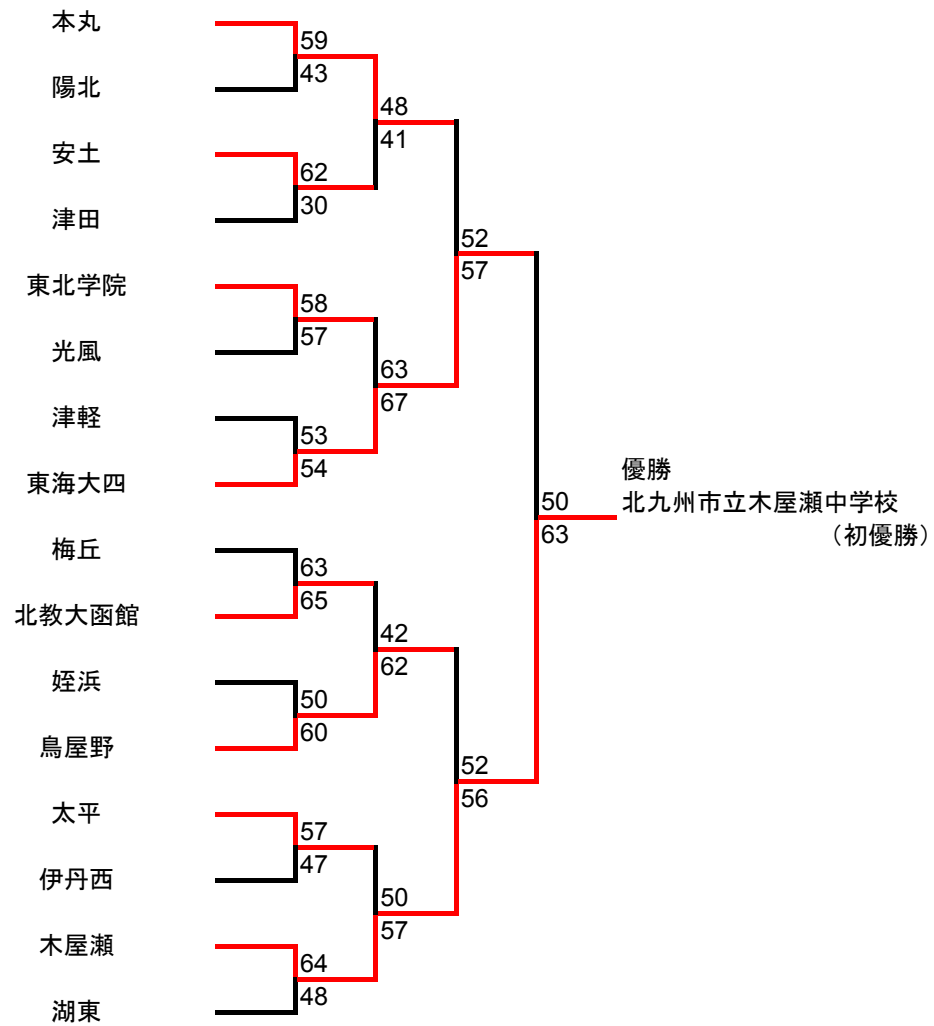 本丸
59
43
陽北
48
41
安土
62
30
津田
52
57
東北学院
58
57
光風
63
67
津軽
53
54
東海大四
優勝
50
北九州市立木屋瀬中学校
63
（初優勝）
梅丘
63
65
北教大函館
42
62
姪浜
50
60
鳥屋野
52
56
太平
57
47
伊丹西
50
57
木屋瀬
64
48
湖東